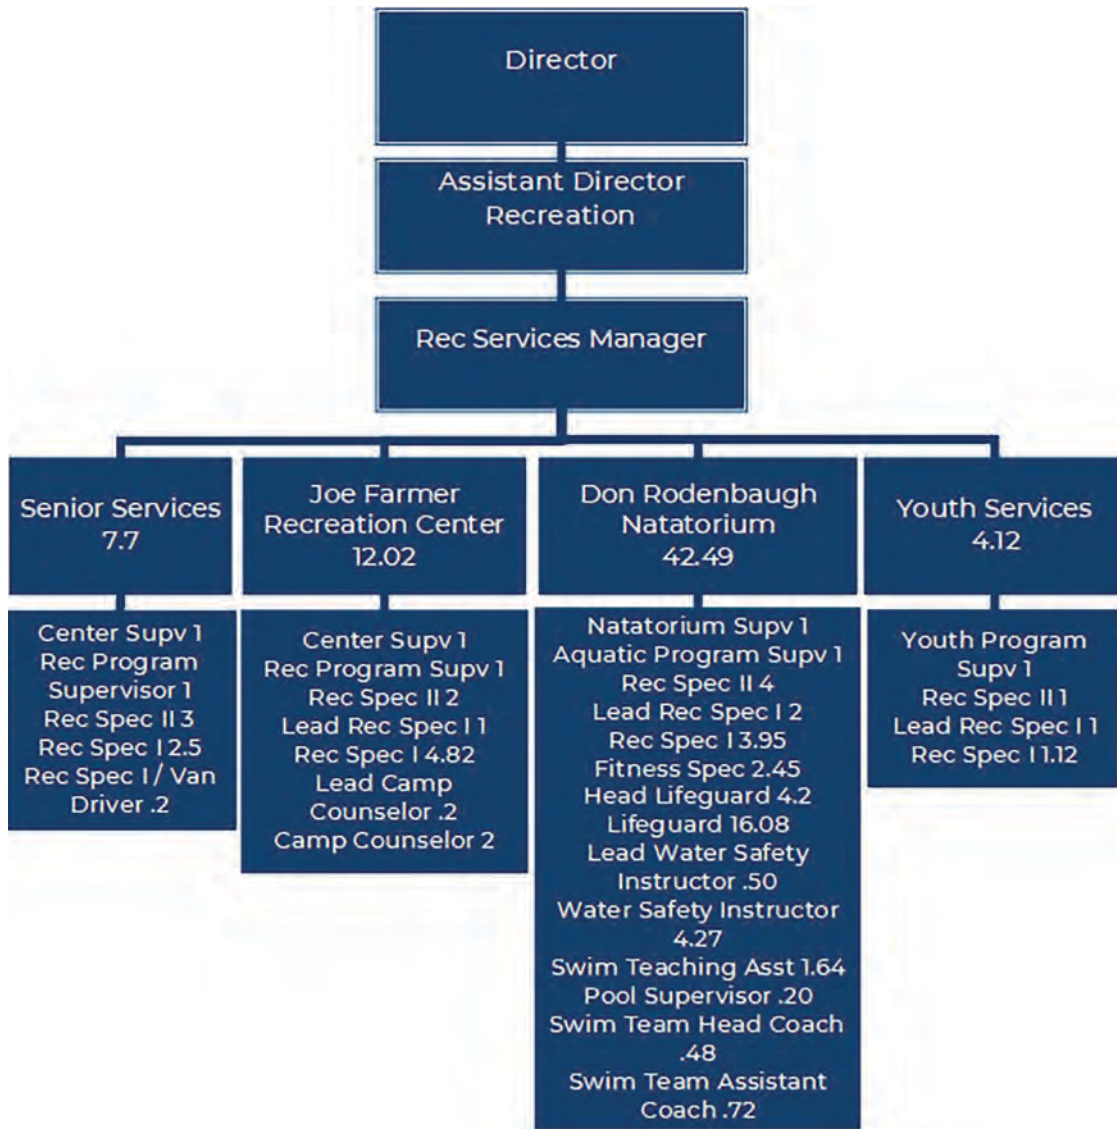 Director
Assistant Director
Recreation
Rec Services Manager
Senior Services
7.7
Joe Farmer
Recreation Center
12.02
Don Rodenbaugh
Natatorium
42.49
Youth Services
4.12
Center Supv 1
Rec Program
Supervisor 1
Rec Spec II 3
Rec Spec I 2.5
Rec Spec I / Van
Driver .2
Center Supv 1
Rec Program Supv 1
Rec Spec II 2
Lead Rec Spec I 1
Rec Spec I 4.82
Lead Camp
Counselor .2
Camp Counselor 2
Natatorium Supv 1
Aquatic Program Supv 1
Rec Spec II 4
Lead Rec Spec I 2
Rec Spec I 3.95
Fitness Spec 2.45
Head Lifeguard 4.2
Lifeguard 16.08
Lead Water Safety
Instructor .50
Water Safety Instructor
4.27
Swim Teaching Asst 1.64
Pool Supervisor .20
Swim Team Head Coach
.48
Swim Team Assistant
Coach .72
Youth Program
Supv 1
Rec Spec II 1
Lead Rec Spec I 1
Rec Spec I 1.12